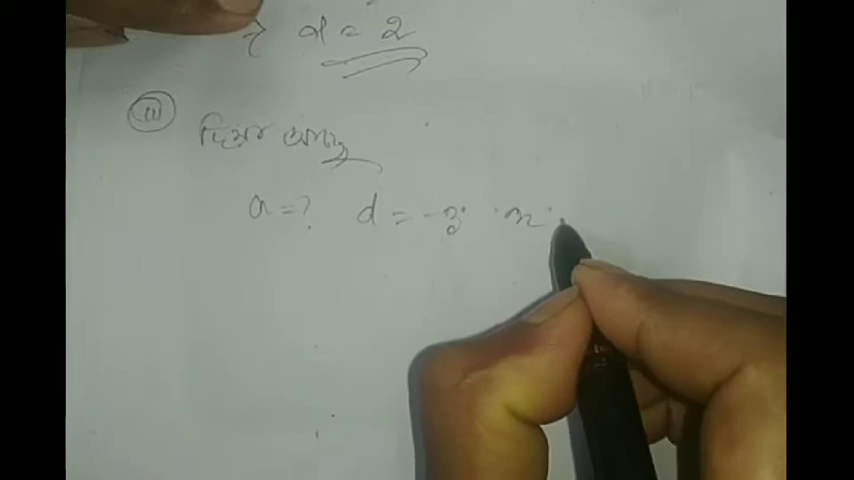 ⇒ d = 2
(iii) দিয়া আছে
a = ? d = -3 n